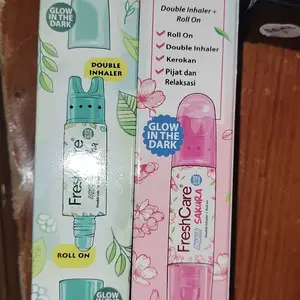 GLOW IN
THE DARK
DOUBLE
INHALER
FreshCare
ROLL ON
GLOW IN
Double Inhaler +
Roll On
Roll On
Double Inhaler
Kerokan
Pijat dan
Relaksasi
GLOW IN
THE DARK
FreshCare
SAKURA